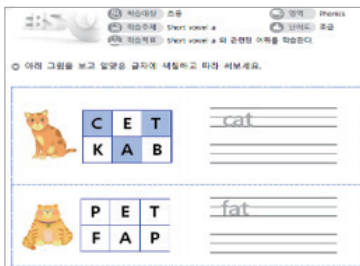 EBS
학습대상 초등 영역 Phonics
학습주제 Short vowel a 난이도 초급
학습목표 Short vowel a 와 관련된 어휘를 학습한다.
아래 그림을 보고 알맞은 글자에 색칠하고 따라 써보세요.
C E T
K A B
cat
P E T
F A P
fat